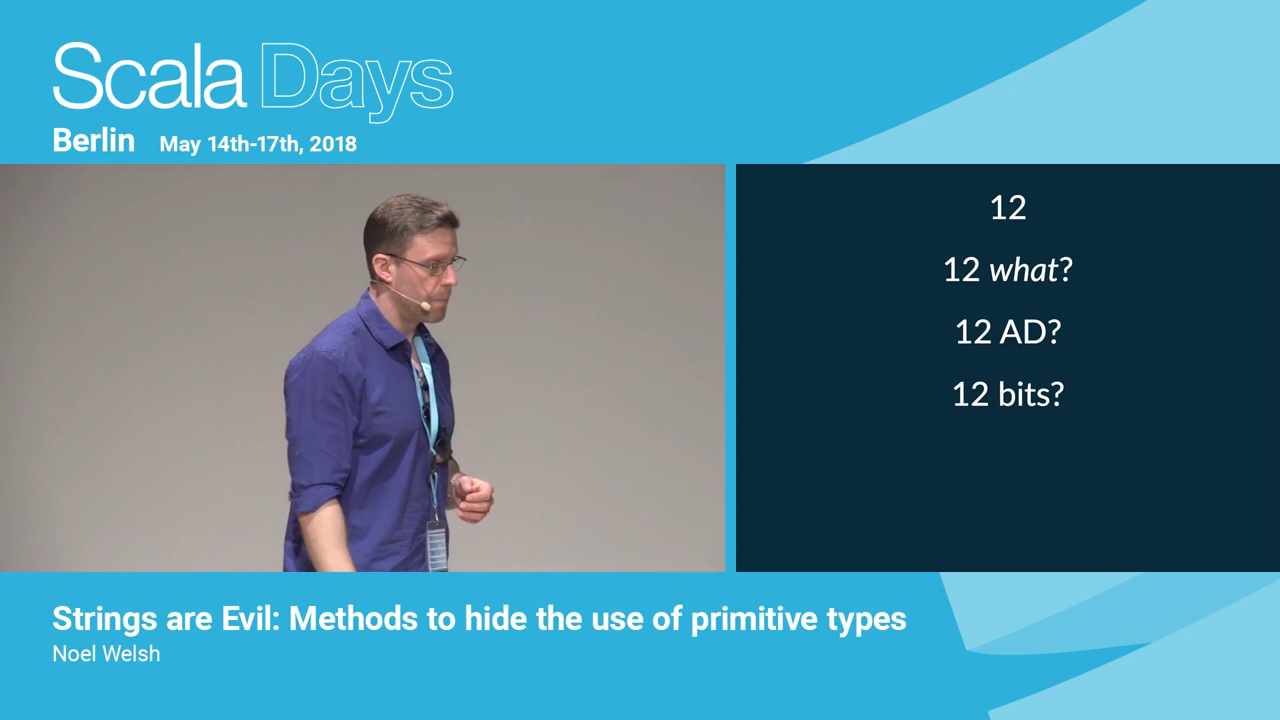 Scala Days
Berlin May 14th-17th, 2018
12
12 what?
12 AD?
12 bits?
Strings are Evil: Methods to hide the use of primitive types
Noel Welsh